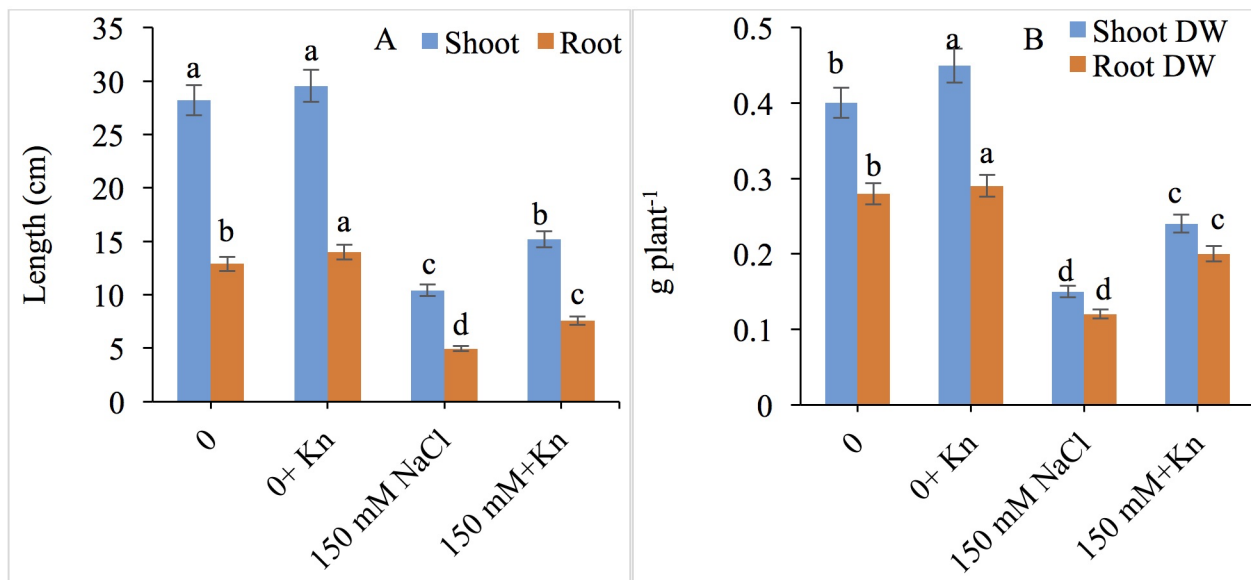 A Shoot Root
35
30
25
20
15
10
5
0
Length (cm)
a
b
a
a
c
d
b
c
0
0+ Kn
150 mM NaCl
150 mM+Kn
B Shoot DW
Root DW
0.5
0.4
0.3
0.2
0.1
0
g plant⁻¹
b
b
a
a
d
d
c
c
0
0+ Kn
150 mM NaCl
150 mM+Kn